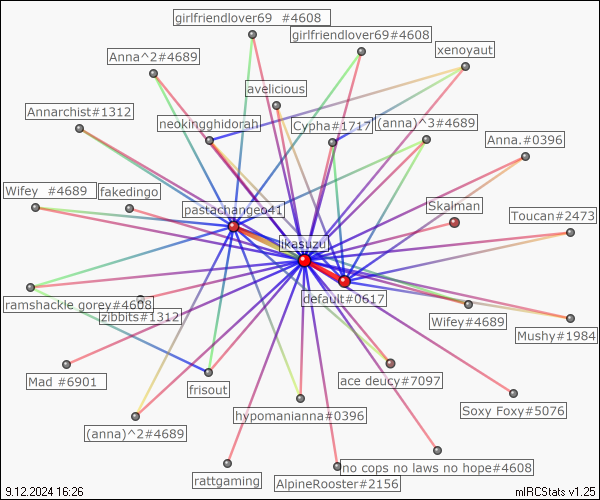 girlfriendlover69 #4608
girlfriendlover69#4608
Anna^2#4689
xenoyaut
avelicious
Annarchist#1312
neokingghidorah
Cypha#1717
(anna)^3#4689
Anna.#0396
Wifey #4689
fakedingo
pastachangeo41
Skalman
Toucan#2473
ikasuzu
default#0617
ramshackle gorey#4608
zibbits#1312
Wifey#4689
Mushy#1984
Mad #6901
frisout
ace deucy#7097
hypomanianna#0396
Soxy Foxy#5076
(anna)^2#4689
no cops no laws no hope#4608
rattgaming
AlpineRooster#2156
9.12.2024 16:26
mIRCStats v1.25